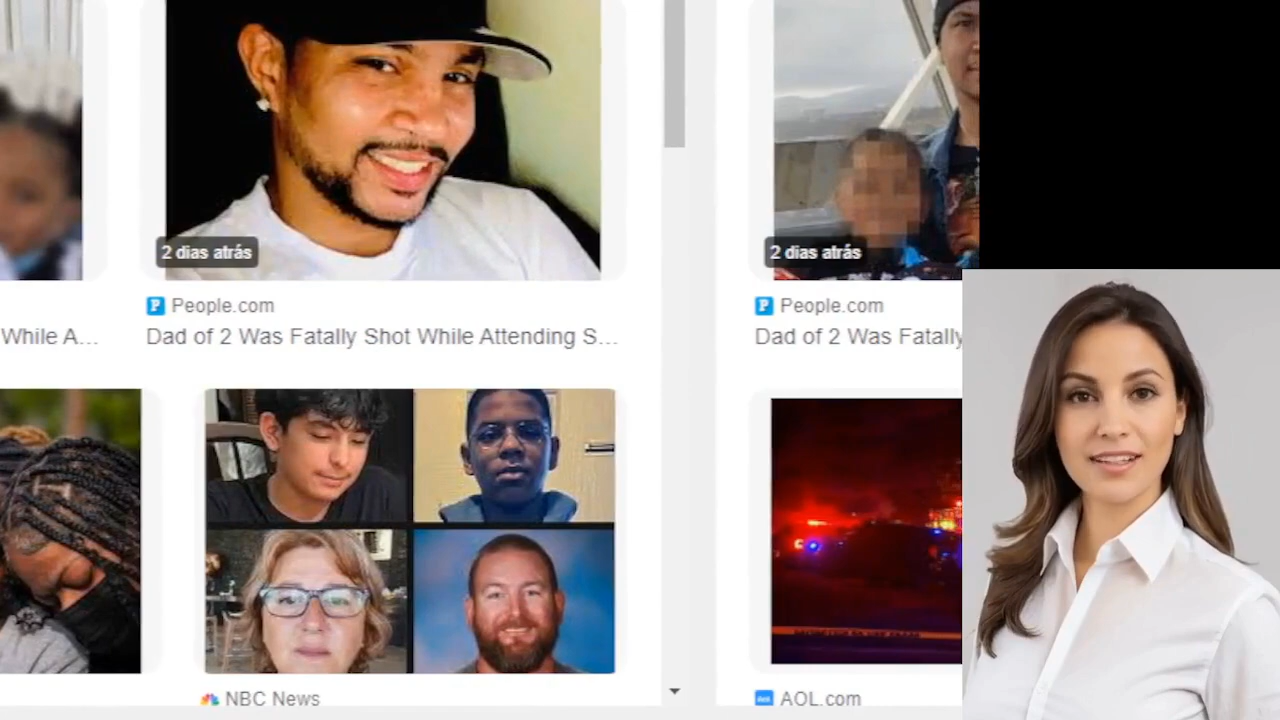 2 dias atrás
2 dias atrás
People.com
People.com
While A...
Dad of 2 Was Fatally Shot While Attending S...
Dad of 2 Was Fatally
NBC News
AOL.com